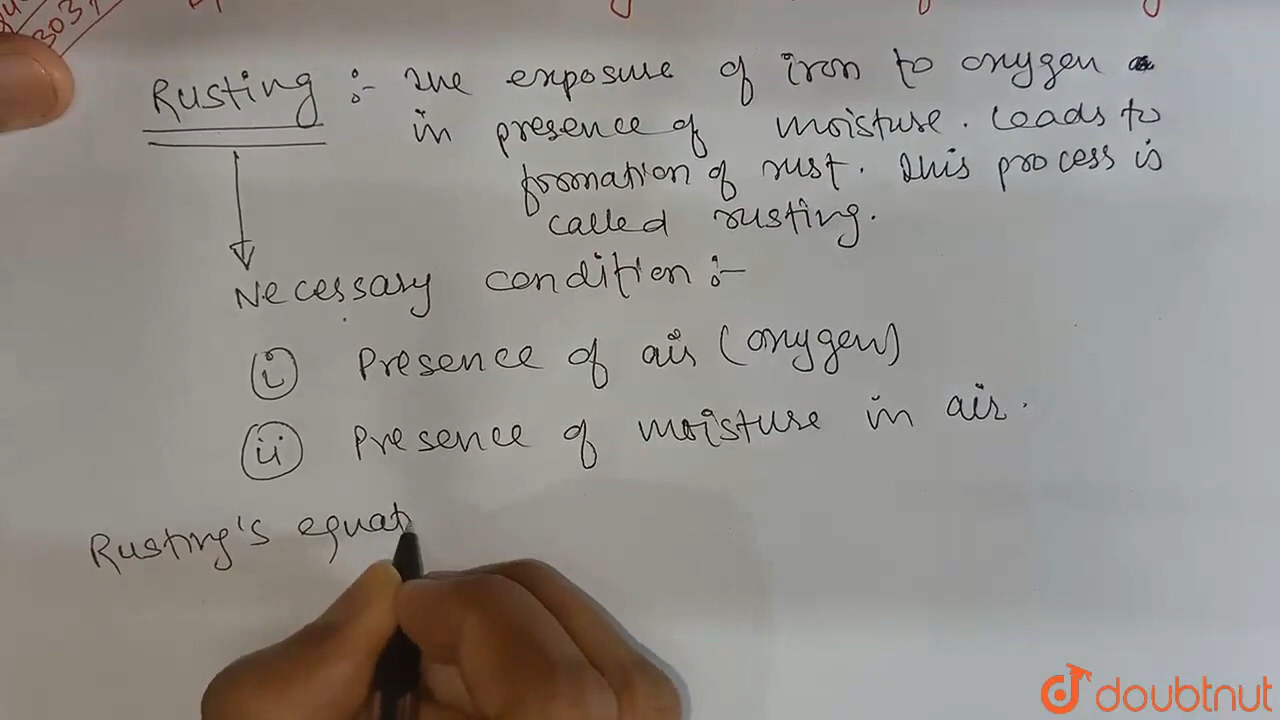 303
Rusting :- The exposure of iron to oxygen
in presence of moisture. Leads to
formation of rust. This process is
called rusting.
Necessary condition :-
(i) Presence of air (oxygen)
(ii) Presence of moisture in air.
Rusting's equat
doubtnut